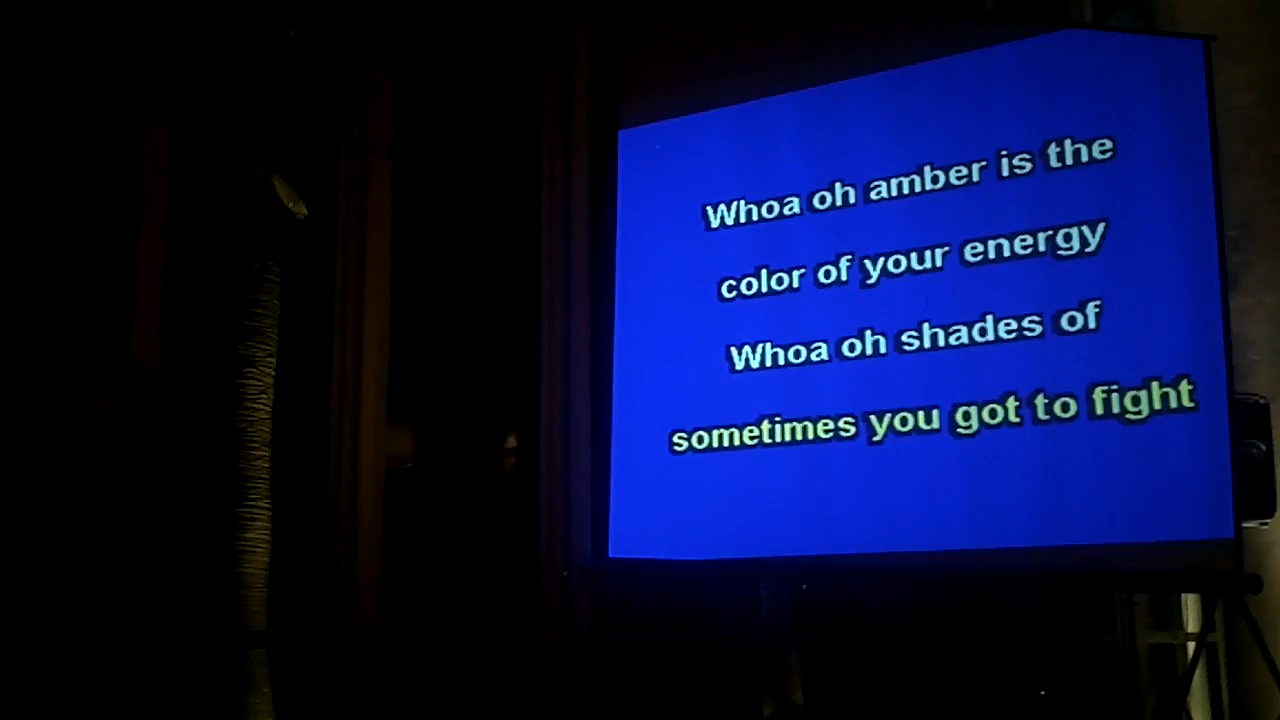 Whoa oh amber is the
color of your energy
Whoa oh shades of
sometimes you got to fight